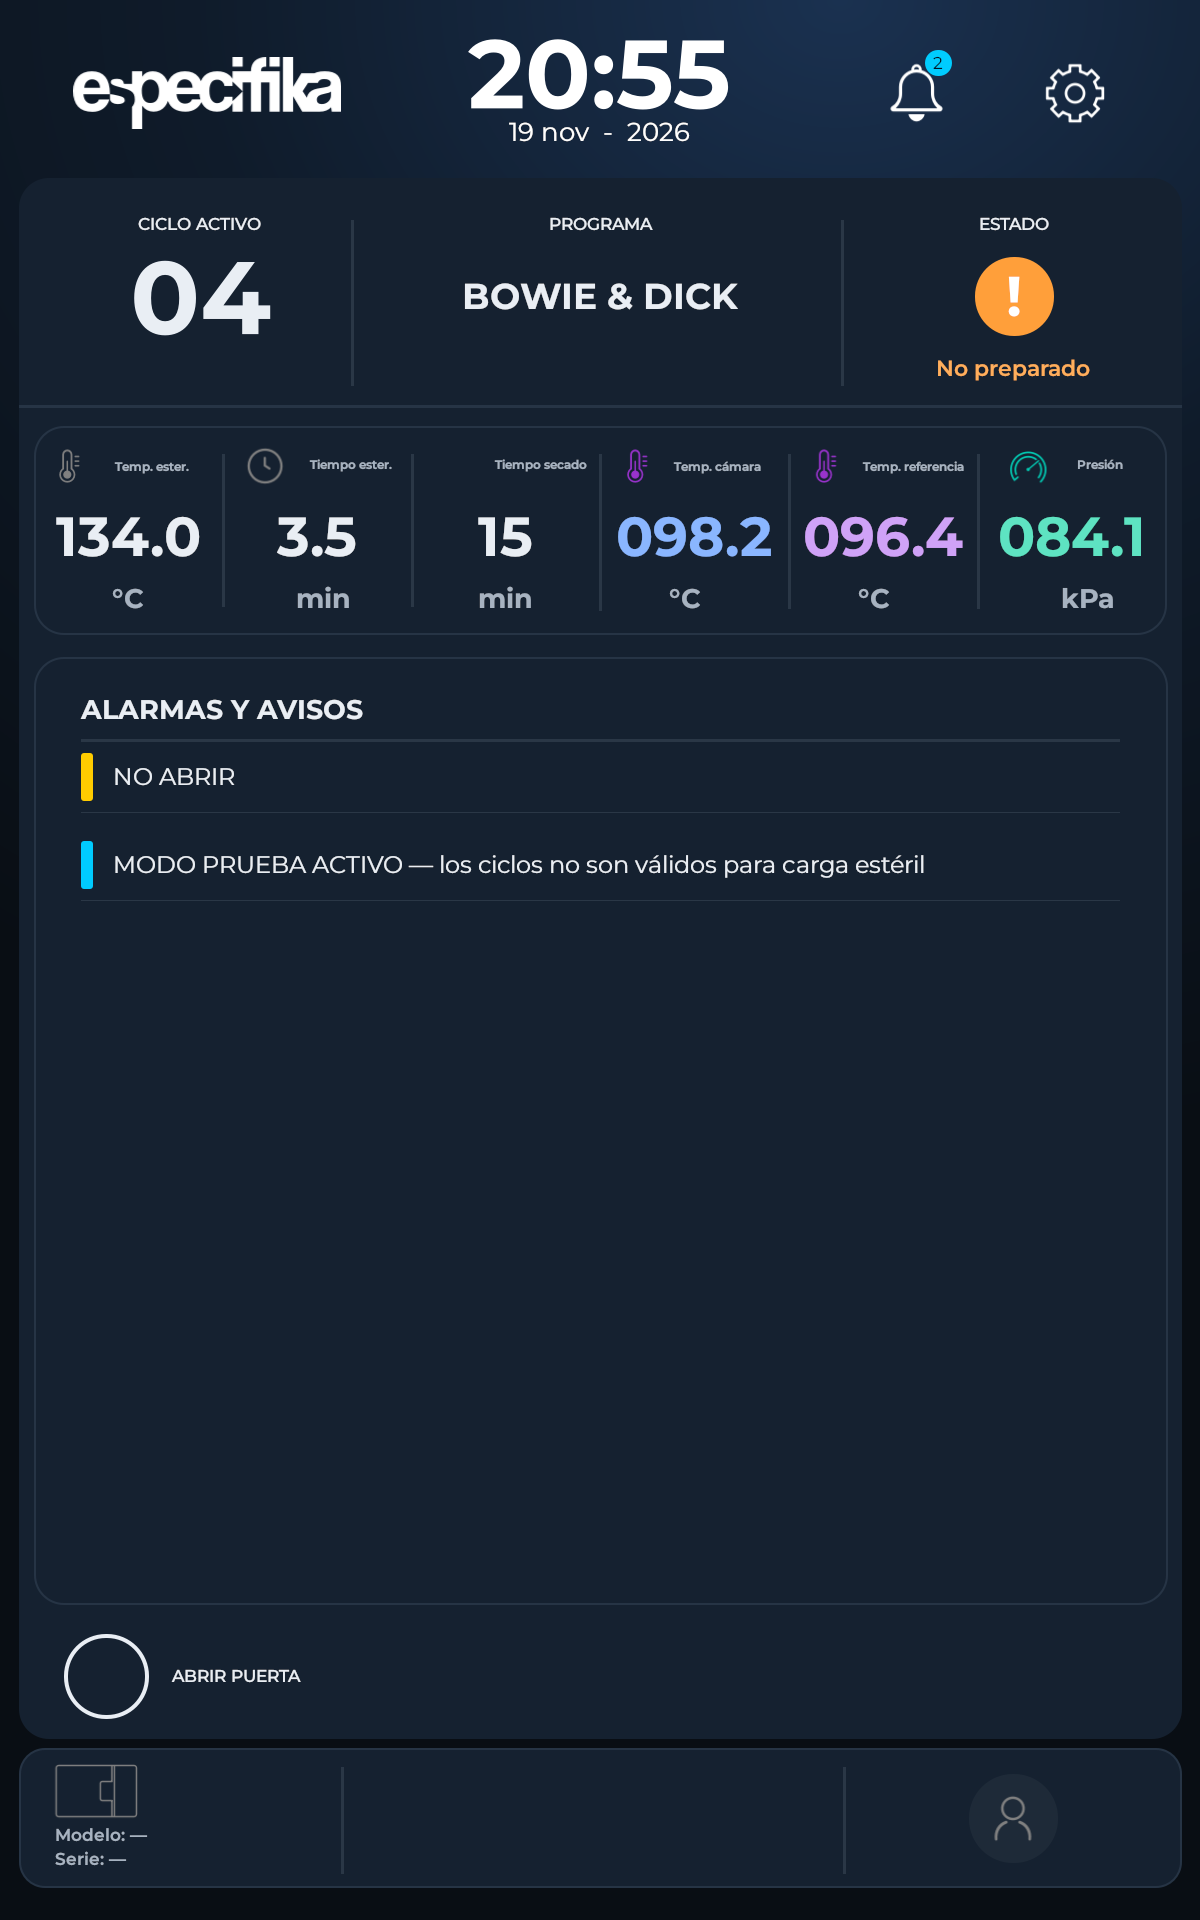 especifika
20:55
2
19 nov - 2026
CICLO ACTIVO
PROGRAMA
ESTADO
04
BOWIE & DICK
!
No preparado
Temp. ester.
Tiempo ester.
Tiempo secado
Temp. cámara
Temp. referencia
Presión
134.0
3.5
15
098.2
096.4
084.1
°C
min
min
°C
°C
kPa
ALARMAS Y AVISOS
NO ABRIR
MODO PRUEBA ACTIVO — los ciclos no son válidos para carga estéril
ABRIR PUERTA
Modelo: —
Serie: —